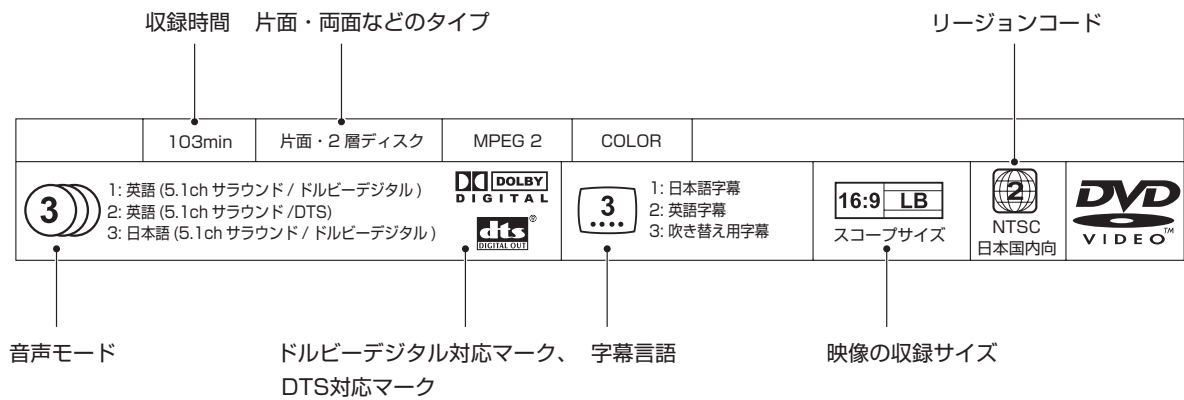 収録時間 片面・両面などのタイプ リージョンコード
103min 片面・2 層ディスク MPEG 2 COLOR
3
1: 英語 (5.1ch サラウンド / ドルビーデジタル )
2: 英語 (5.1ch サラウンド /DTS)
3: 日本語 (5.1ch サラウンド / ドルビーデジタル )
DOLBY
DIGITAL
dts®
DIGITAL OUT
3
1: 日本語字幕
2: 英語字幕
3: 吹き替え用字幕
16:9 LB
スコープサイズ
2
NTSC
日本国内向
DVD
VIDEO™
音声モード
ドルビーデジタル対応マーク、
DTS対応マーク
字幕言語
映像の収録サイズ